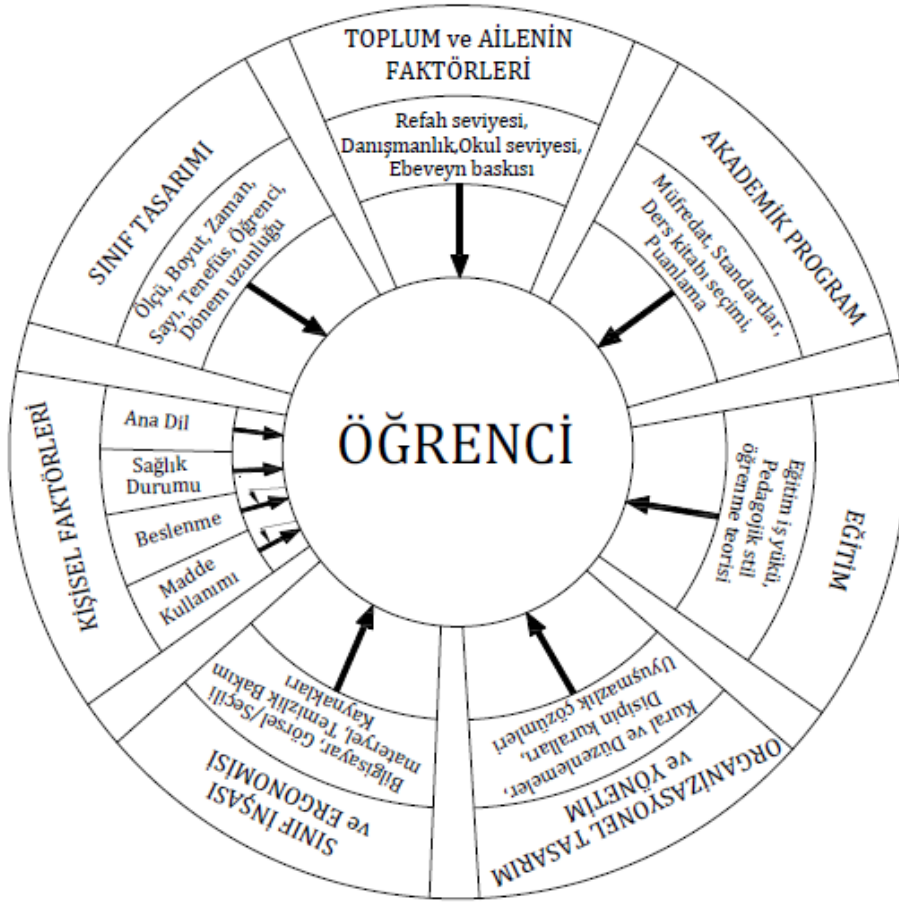 TOPLUM ve AİLENİN
FAKTÖRLERİ
Refah seviyesi,
Danışmanlık,Okul seviyesi,
Ebeveyn baskısı
AKADEMİK PROGRAM
Müfredat, Standartlar,
Ders kitabı seçimi,
Puanlama
EĞİTİM
Eğitim iş yükü,
Pedagojik stil
öğrenme teorisi
ORGANİZASYONEL TASARIM
ve YÖNETİM
Kural ve Düzenlemeler,
Disipin kuralları,
Uyuşmazlık çözümleri
SINIF İNŞASI
ve ERGONOMİSİ
Bilgisayar, Görsel/Seçili
materyel, Temizlik Bakım
Kaynakları
KİŞİSEL FAKTÖRLERİ
Ana Dil
Sağlık
Durumu
Beslenme
Madde
Kullanımı
SINIF TASARIMI
Ölçü, Boyut, Zaman,
Sayı, Tenefüs, Öğrenci,
Dönem uzunluğu
ÖĞRENCİ